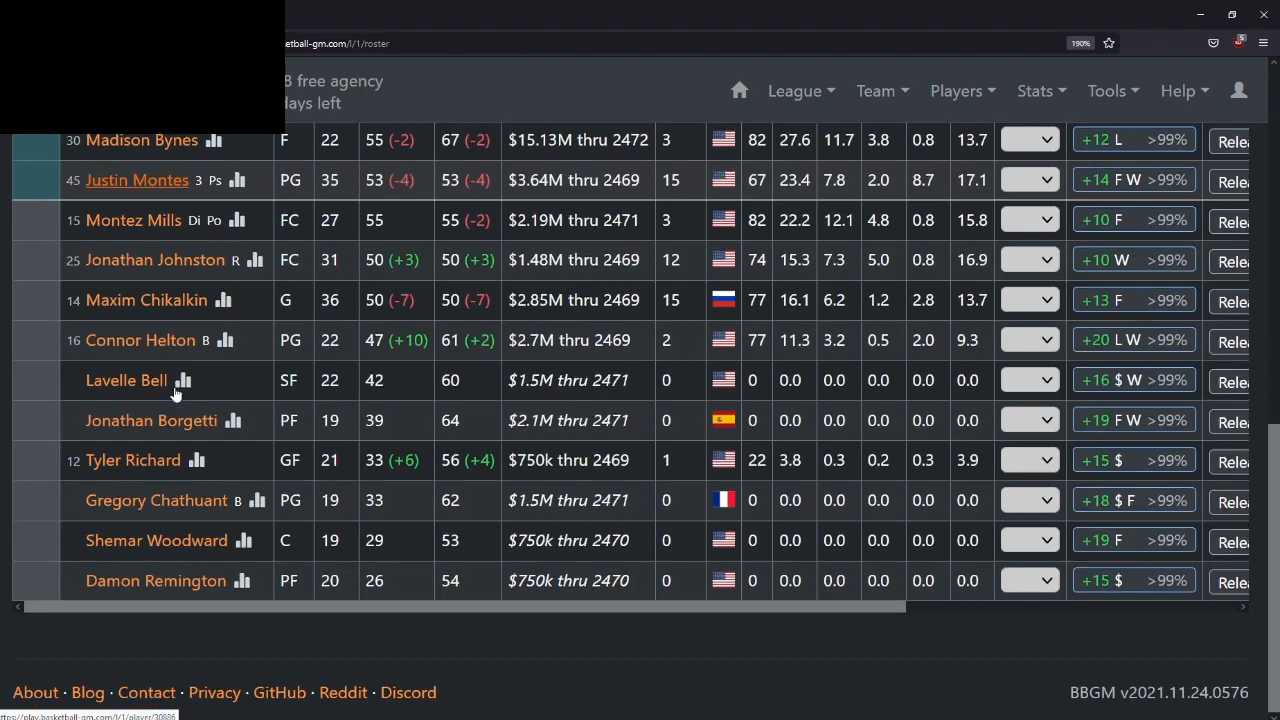 etball-gm.com/l/1/roster
190%
5
8 free agency
days left
League Team Players Stats Tools Help
30 Madison Bynes F 22 55 (-2) 67 (-2) $15.13M thru 2472 3 82 27.6 11.7 3.8 0.8 13.7 +12 L >99% Relea
45 Justin Montes 3 Ps PG 35 53 (-4) 53 (-4) $3.64M thru 2469 15 67 23.4 7.8 2.0 8.7 17.1 +14 F W >99% Relea
15 Montez Mills Di Po FC 27 55 55 (-2) $2.19M thru 2471 3 82 22.2 12.1 4.8 0.8 15.8 +10 F >99% Relea
25 Jonathan Johnston R FC 31 50 (+3) 50 (+3) $1.48M thru 2469 12 74 15.3 7.3 5.0 0.8 16.9 +10 W >99% Relea
14 Maxim Chikalkin G 36 50 (-7) 50 (-7) $2.85M thru 2469 15 77 16.1 6.2 1.2 2.8 13.7 +13 F >99% Relea
16 Connor Helton B PG 22 47 (+10) 61 (+2) $2.7M thru 2469 2 77 11.3 3.2 0.5 2.0 9.3 +20 L W >99% Relea
Lavelle Bell SF 22 42 60 $1.5M thru 2471 0 0 0.0 0.0 0.0 0.0 0.0 +16 $ W >99% Relea
Jonathan Borgetti PF 19 39 64 $2.1M thru 2471 0 0 0.0 0.0 0.0 0.0 0.0 +19 F W >99% Relea
12 Tyler Richard GF 21 33 (+6) 56 (+4) $750k thru 2469 1 22 3.8 0.3 0.2 0.3 3.9 +15 $ >99% Relea
Gregory Chathuant B PG 19 33 62 $1.5M thru 2471 0 0 0.0 0.0 0.0 0.0 0.0 +18 $ F >99% Relea
Shemar Woodward C 19 29 53 $750k thru 2470 0 0 0.0 0.0 0.0 0.0 0.0 +19 F >99% Relea
Damon Remington PF 20 26 54 $750k thru 2470 0 0 0.0 0.0 0.0 0.0 0.0 +15 $ >99% Relea
About · Blog · Contact · Privacy · GitHub · Reddit · Discord BBGM v2021.11.24.0576
https://play.basketball-gm.com/l/1/player/30886